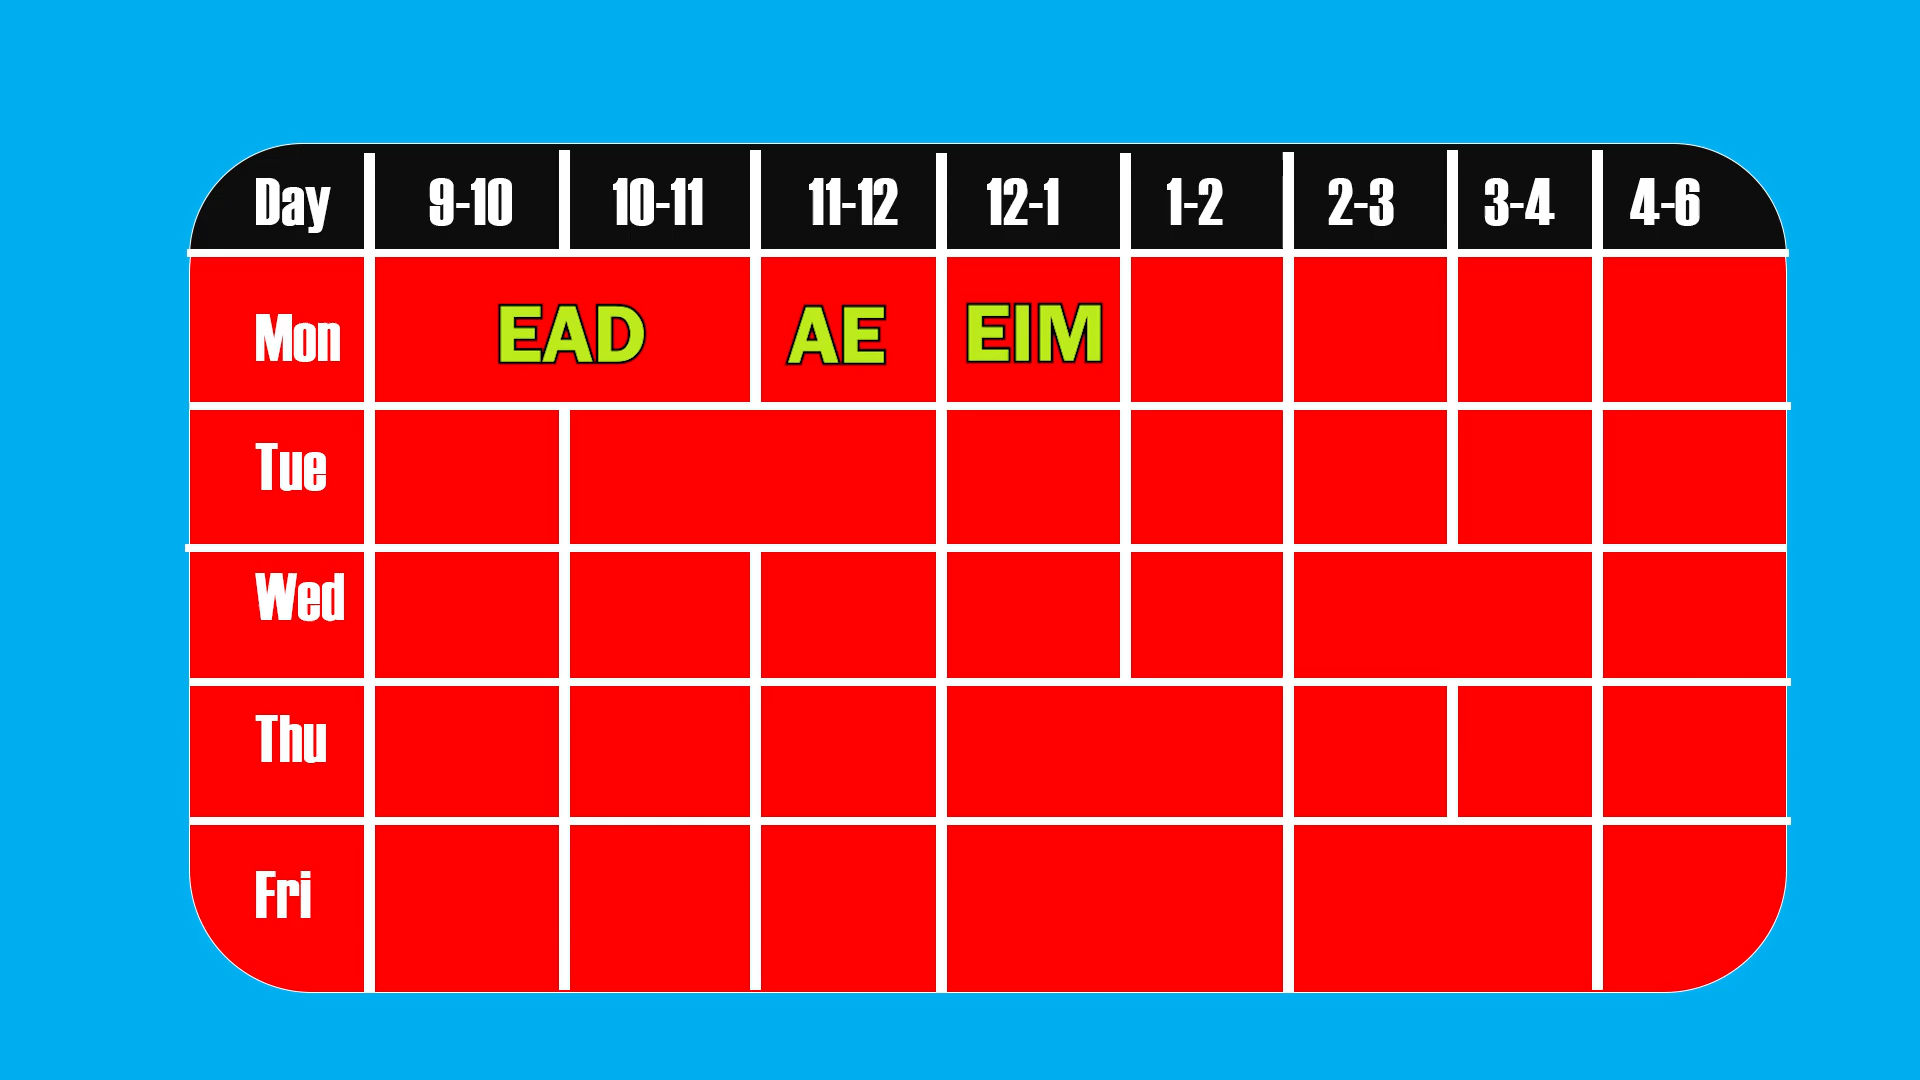 Day 9-10 10-11 11-12 12-1 1-2 2-3 3-4 4-6
Mon EAD AE EIM
Tue
Wed
Thu
Fri